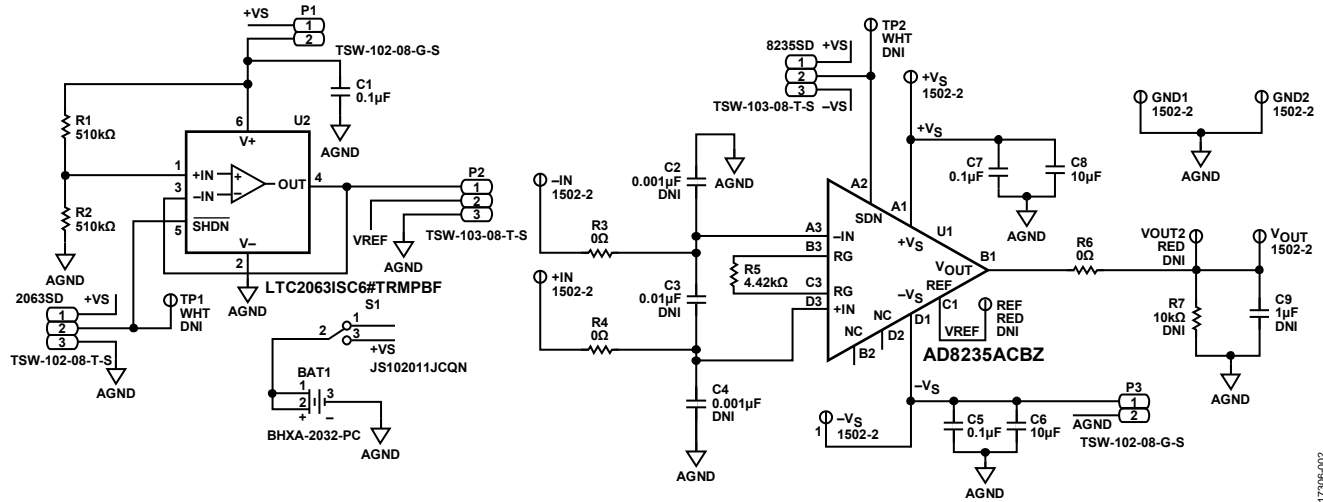 +VS
P1
1
2
TSW-102-08-G-S
C1
0.1µF
AGND
R1
510kΩ
R2
510kΩ
AGND
U2
6
V+
1
+IN
3
–IN
5
SHDN
OUT
4
V–
2
AGND
LTC2063ISC6#TRMPBF
P2
1
2
3
VREF
AGND
TSW-103-08-T-S
2063SD
+VS
1
2
3
TSW-102-08-T-S
AGND
TP1
WHT
DNI
S1
2
1
3
+VS
JS102011JCQN
BAT1
1
2
3
+
–
BHXA-2032-PC
AGND
–IN
1502-2
R3
0Ω
+IN
1502-2
R4
0Ω
C2
0.001µF
DNI
AGND
C3
0.01µF
DNI
C4
0.001µF
DNI
AGND
8235SD
+VS
1
2
3
–VS
TSW-103-08-T-S
TP2
WHT
DNI
+VS
1502-2
+VS
C7
0.1µF
C8
10µF
AGND
A2
SDN
A1
+VS
U1
A3
–IN
B3
RG
R5
4.42kΩ
C3
RG
D3
+IN
VOUT
B1
REF
C1
–VS
D1
NC
D2
NC
B2
VREF
REF
RED
DNI
AD8235ACBZ
–VS
–VS
1502-2
1
C5
0.1µF
C6
10µF
AGND
P3
1
2
AGND
TSW-102-08-G-S
R6
0Ω
VOUT2
RED
DNI
VOUT
1502-2
R7
10kΩ
DNI
C9
1µF
DNI
AGND
GND1
1502-2
GND2
1502-2
AGND
17306-002